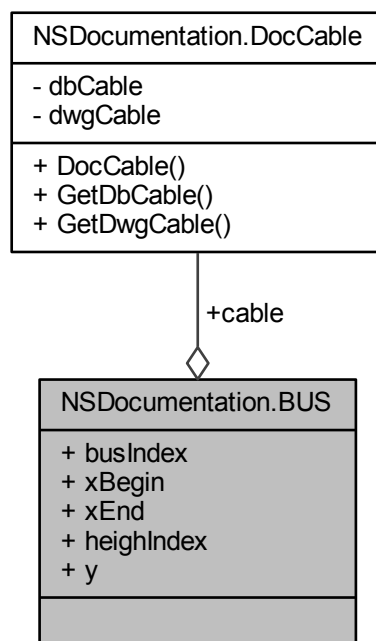 NSDocumentation.DocCable
- dbCable
- dwgCable
+ DocCable()
+ GetDbCable()
+ GetDwgCable()
+cable
NSDocumentation.BUS
+ busIndex
+ xBegin
+ xEnd
+ heighIndex
+ y